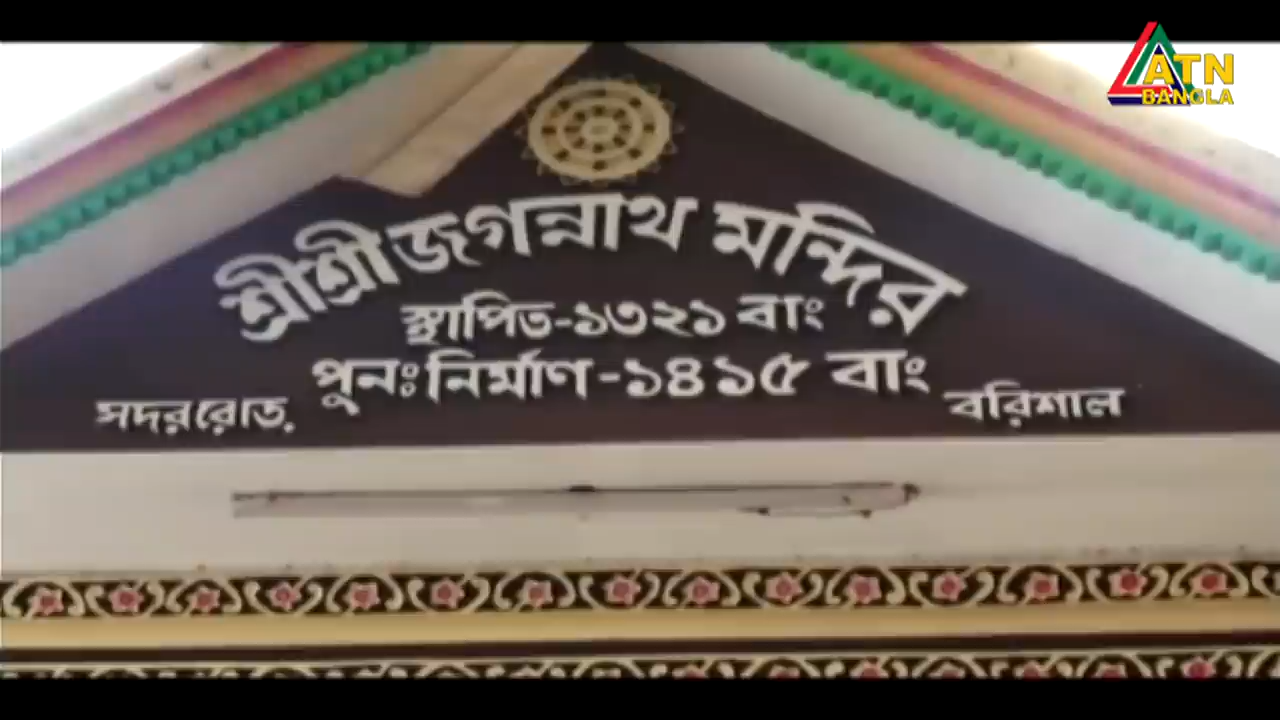 ATN
BANGLA
শ্রীশ্রী জগন্নাথ মন্দির
স্থাপিত-১৩২১ বাং
পুনঃনির্মাণ-১৪১৫ বাং
সদররোড,
বরিশাল